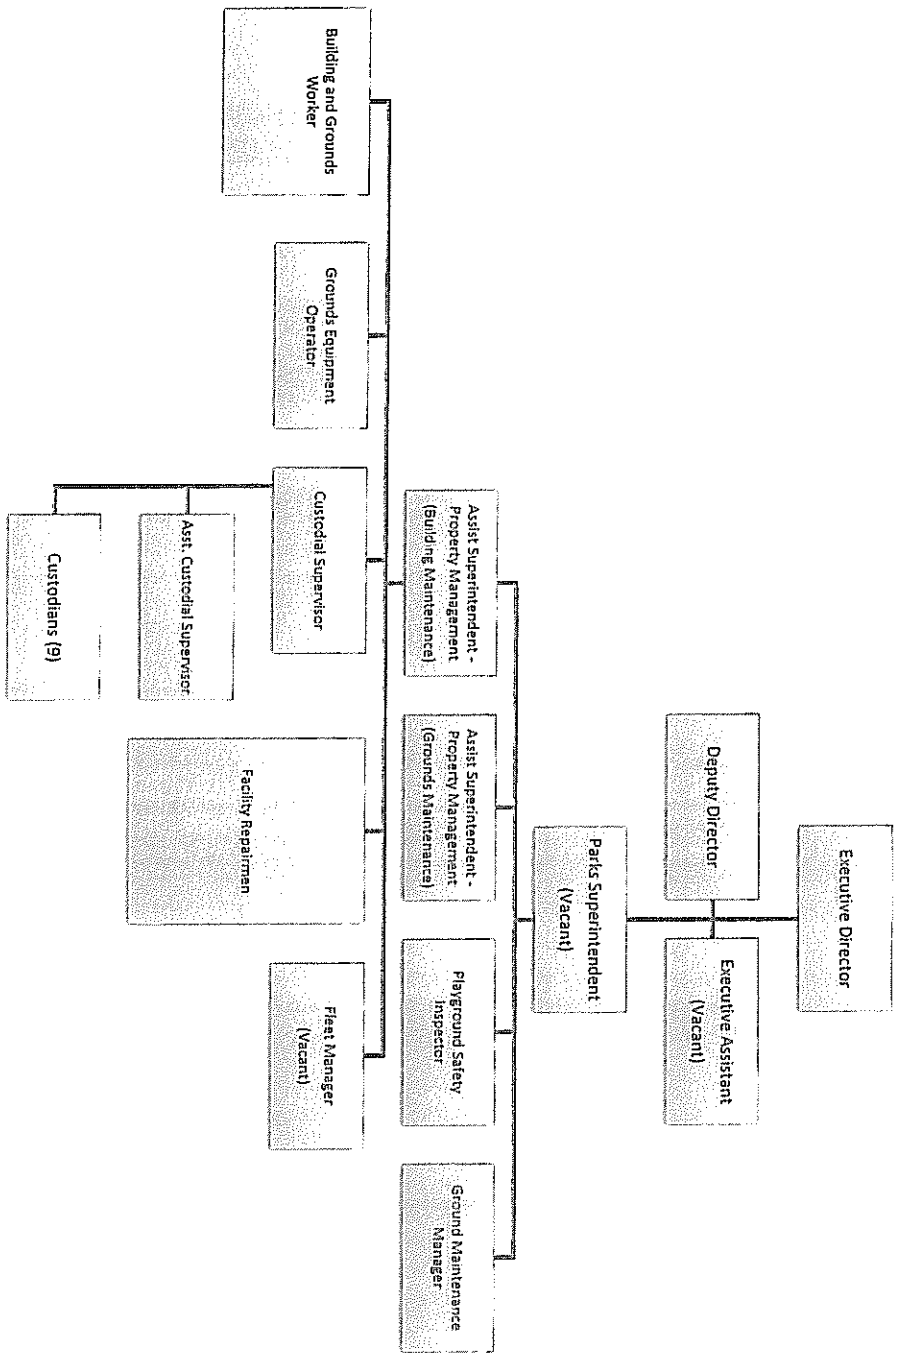 Executive Director
Deputy Director
Executive Assistant
(Vacant)
Parks Superintendent
(Vacant)
Assist Superintendent -
Property Management
(Building Maintenance)
Assist Superintendent -
Property Management
(Grounds Maintenance)
Playground Safety
Inspector
Ground Maintenance
Manager
Building and Grounds
Worker
Grounds Equipment
Operator
Custodial Supervisor
Facility Repairmen
Fleet Manager
(Vacant)
Asst. Custodial Supervisor
Custodians (9)